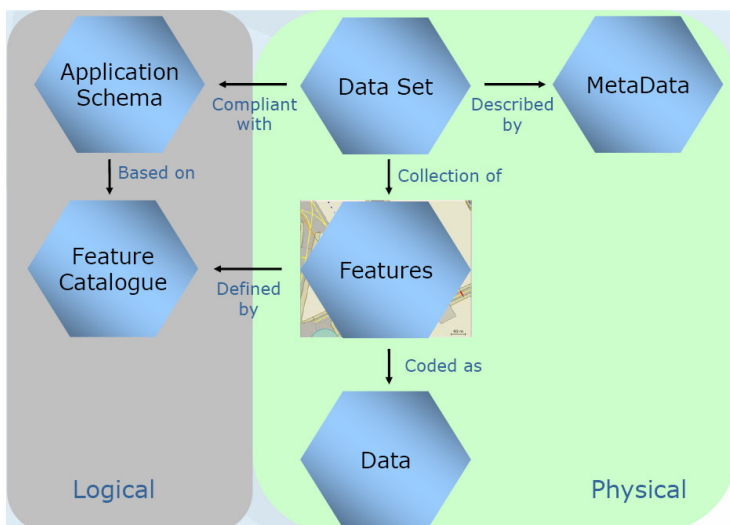 Application
Schema
Compliant
with
Data Set
Described
by
MetaData
Based on
Collection of
Feature
Catalogue
Defined
by
Features
Coded as
Data
Logical
Physical